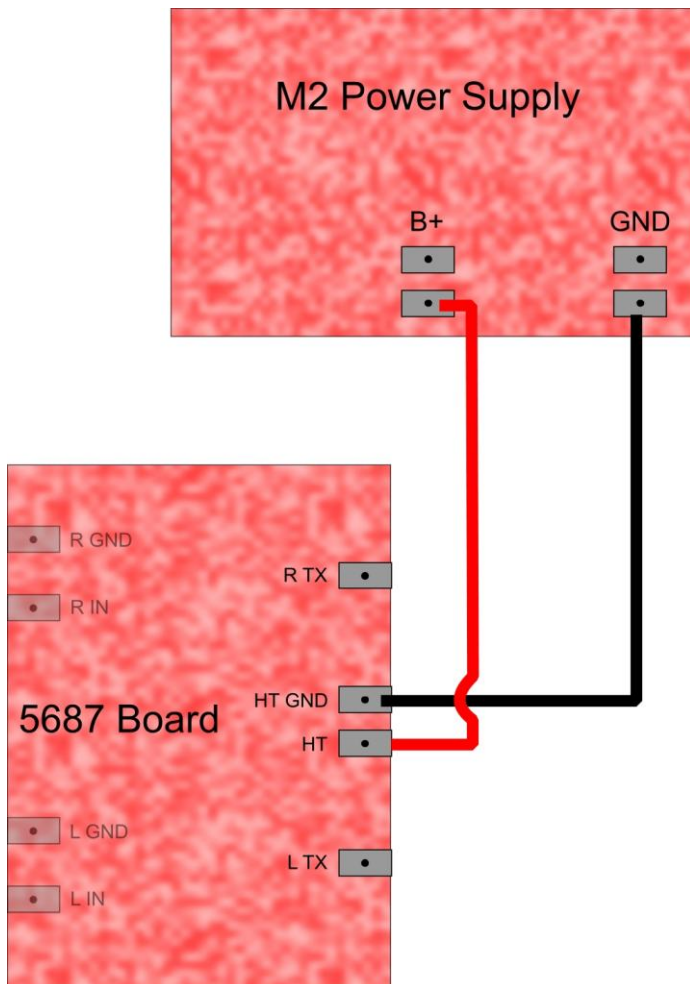 M2 Power Supply
B+
GND
R GND
R TX
R IN
HT GND
5687 Board
HT
L GND
L TX
L IN